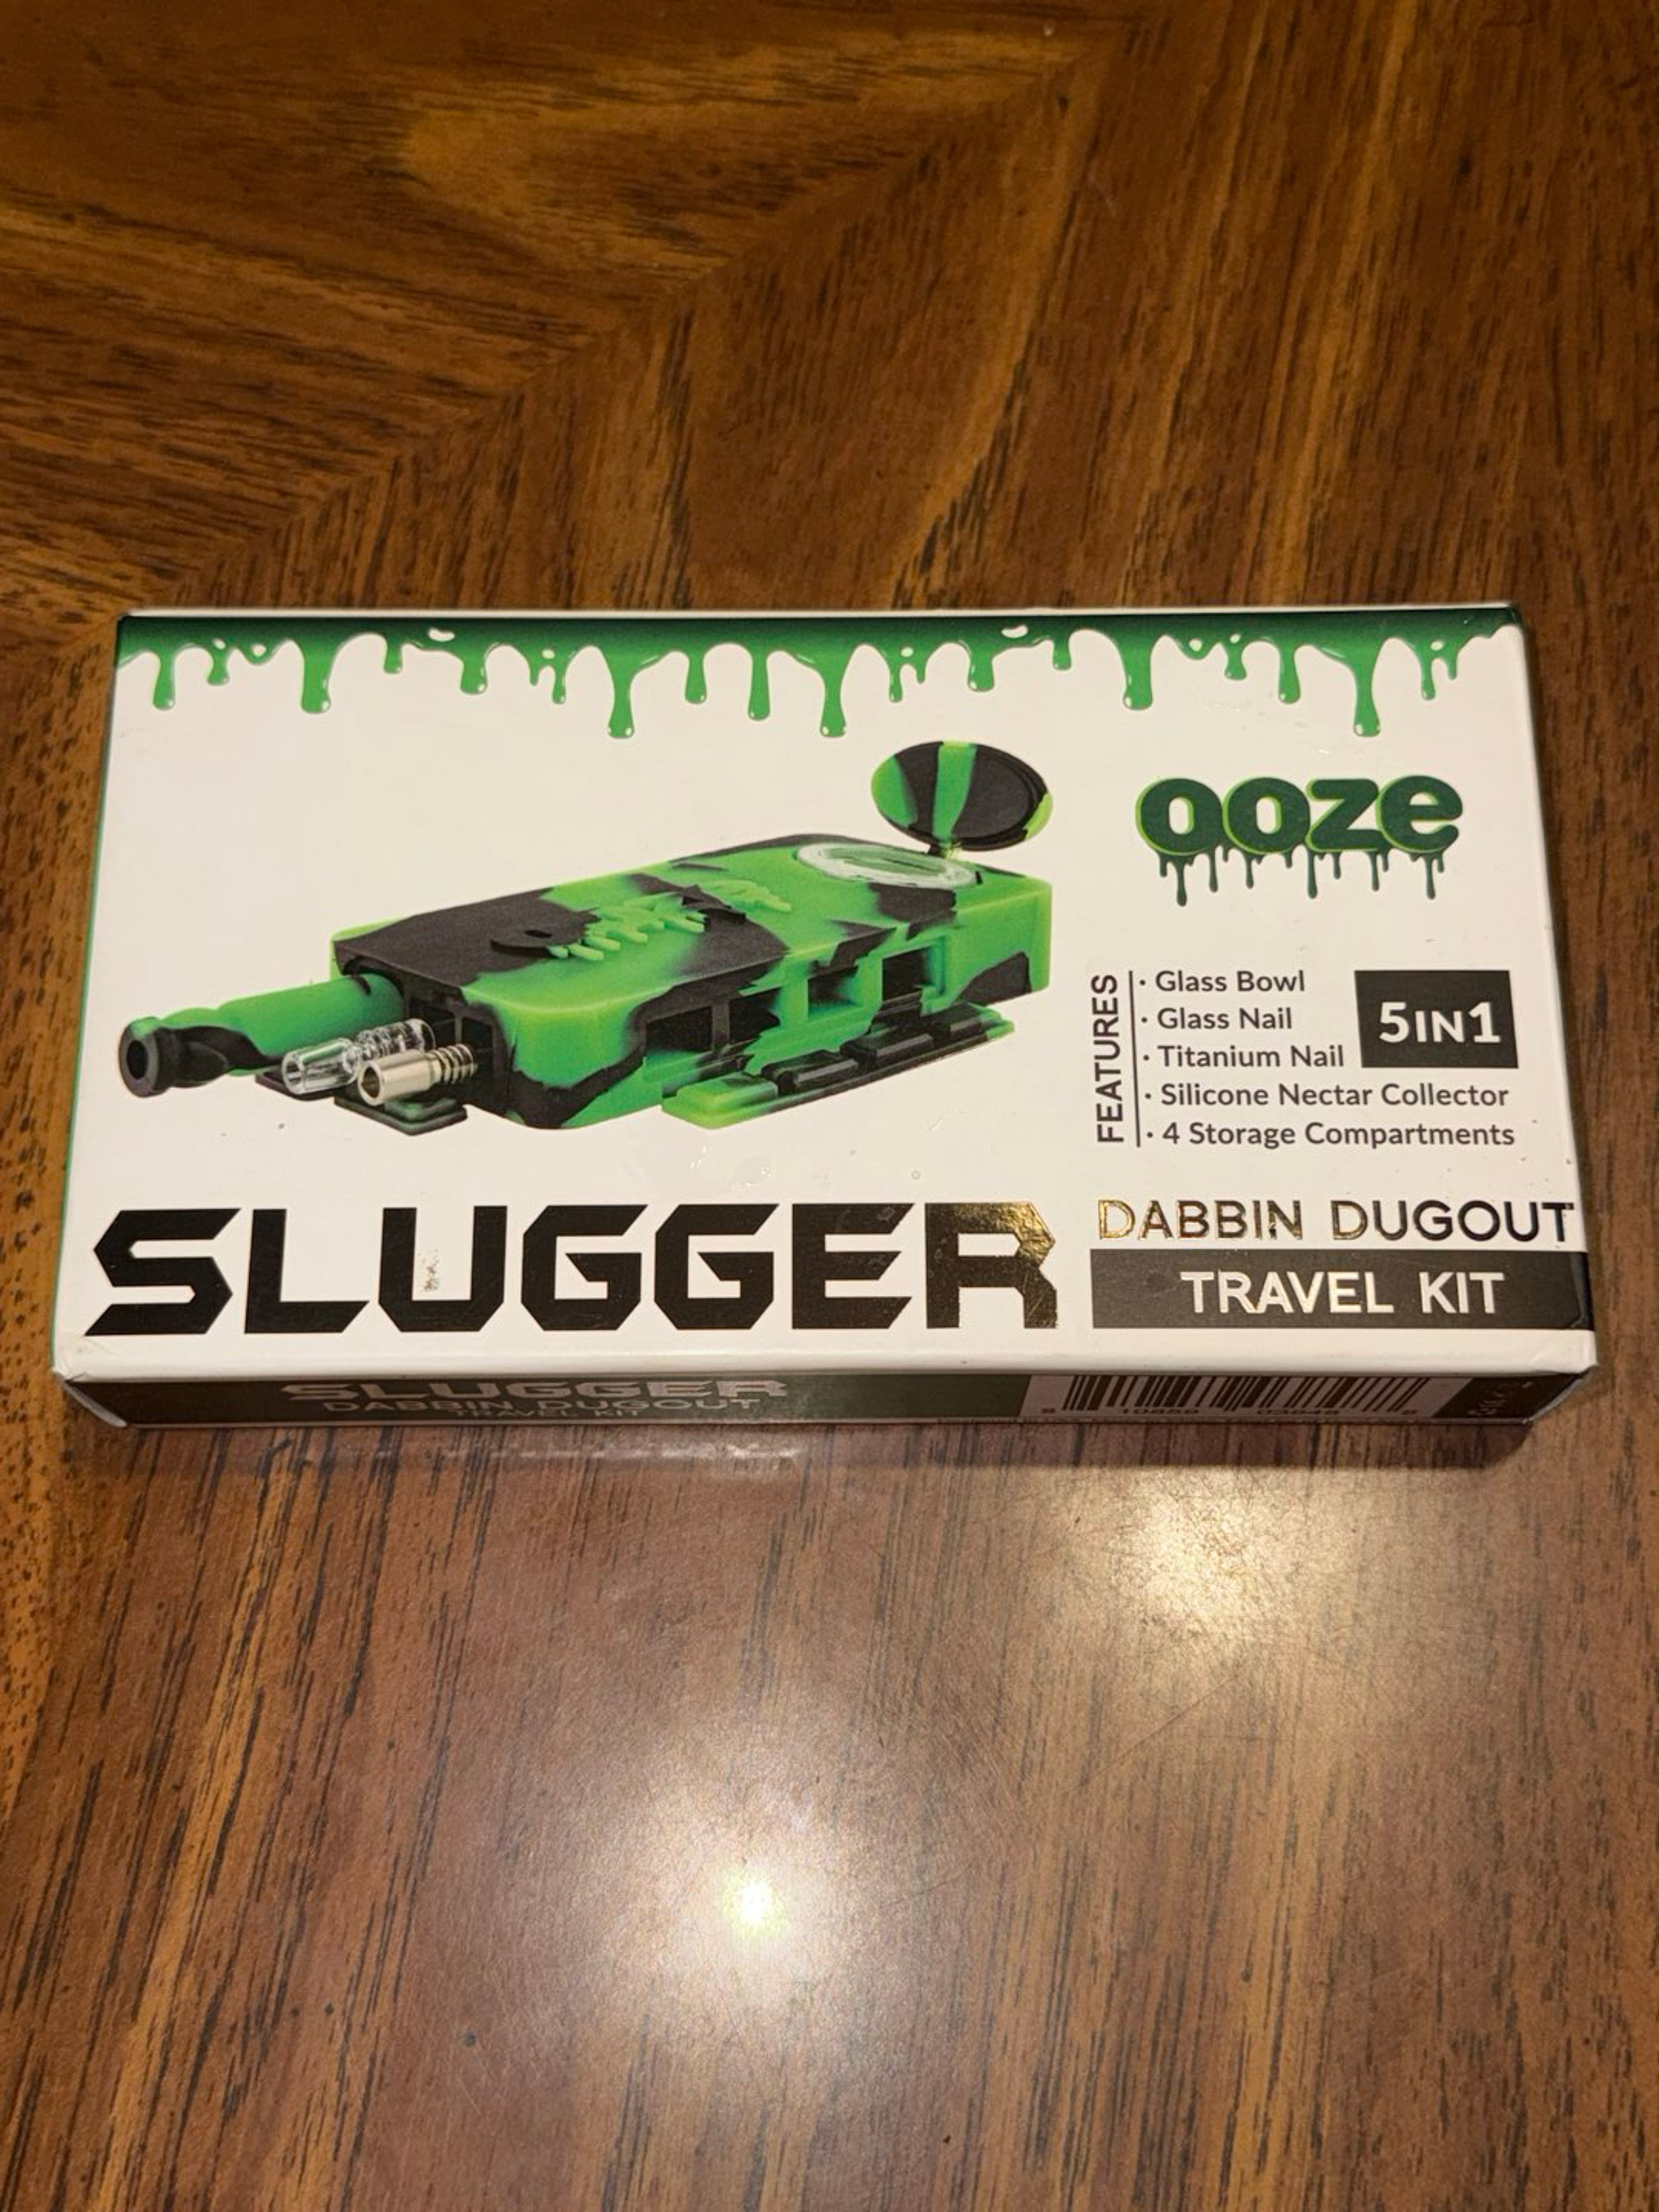 ooze
FEATURES
· Glass Bowl
· Glass Nail
· Titanium Nail
· Silicone Nectar Collector
· 4 Storage Compartments
5IN1
SLUGGER
DABBIN DUGOUT
TRAVEL KIT
SLUGGER
DABBIN DUGOUT
TRAVEL KIT